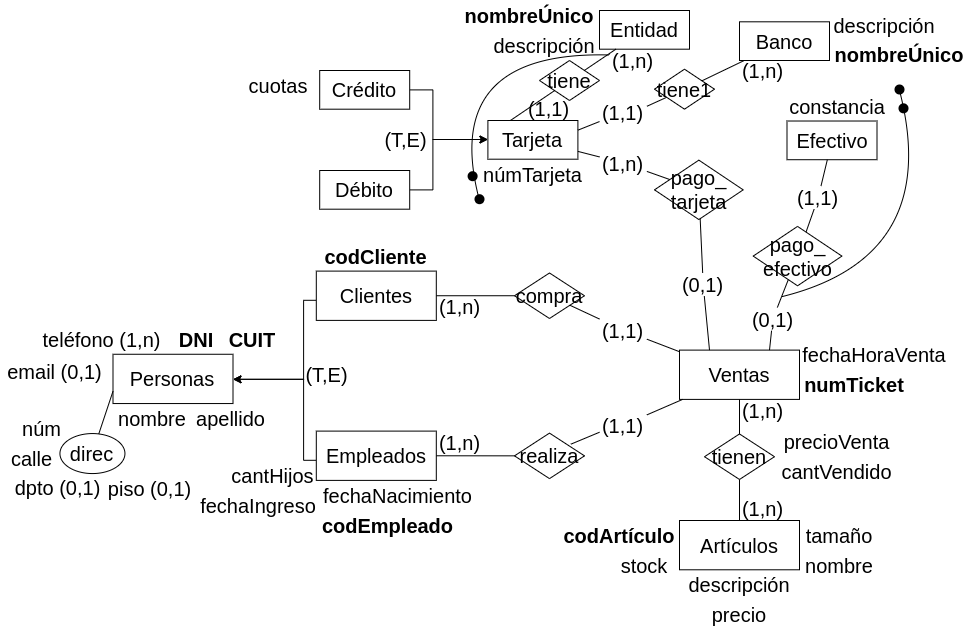 nombreÚnico
Entidad
descripción
descripción
Banco
nombreÚnico
(1,n)
(1,n)
tiene
tiene1
cuotas
Crédito
(1,1)
(1,1)
constancia
Efectivo
(T,E)
Tarjeta
(1,n)
númTarjeta
Débito
pago_
tarjeta
(1,1)
pago_
efectivo
codCliente
(0,1)
Clientes
(1,n)
compra
(0,1)
(1,1)
teléfono (1,n)
DNI
CUIT
fechaHoraVenta
email (0,1)
Personas
(T,E)
Ventas
numTicket
nombre
apellido
(1,n)
núm
calle
direc
(1,1)
Empleados
(1,n)
realiza
tienen
precioVenta
cantVendido
dpto (0,1)
piso (0,1)
cantHijos
fechaNacimiento
fechaIngreso
codEmpleado
(1,n)
codArtículo
Artículos
tamaño
stock
nombre
descripción
precio